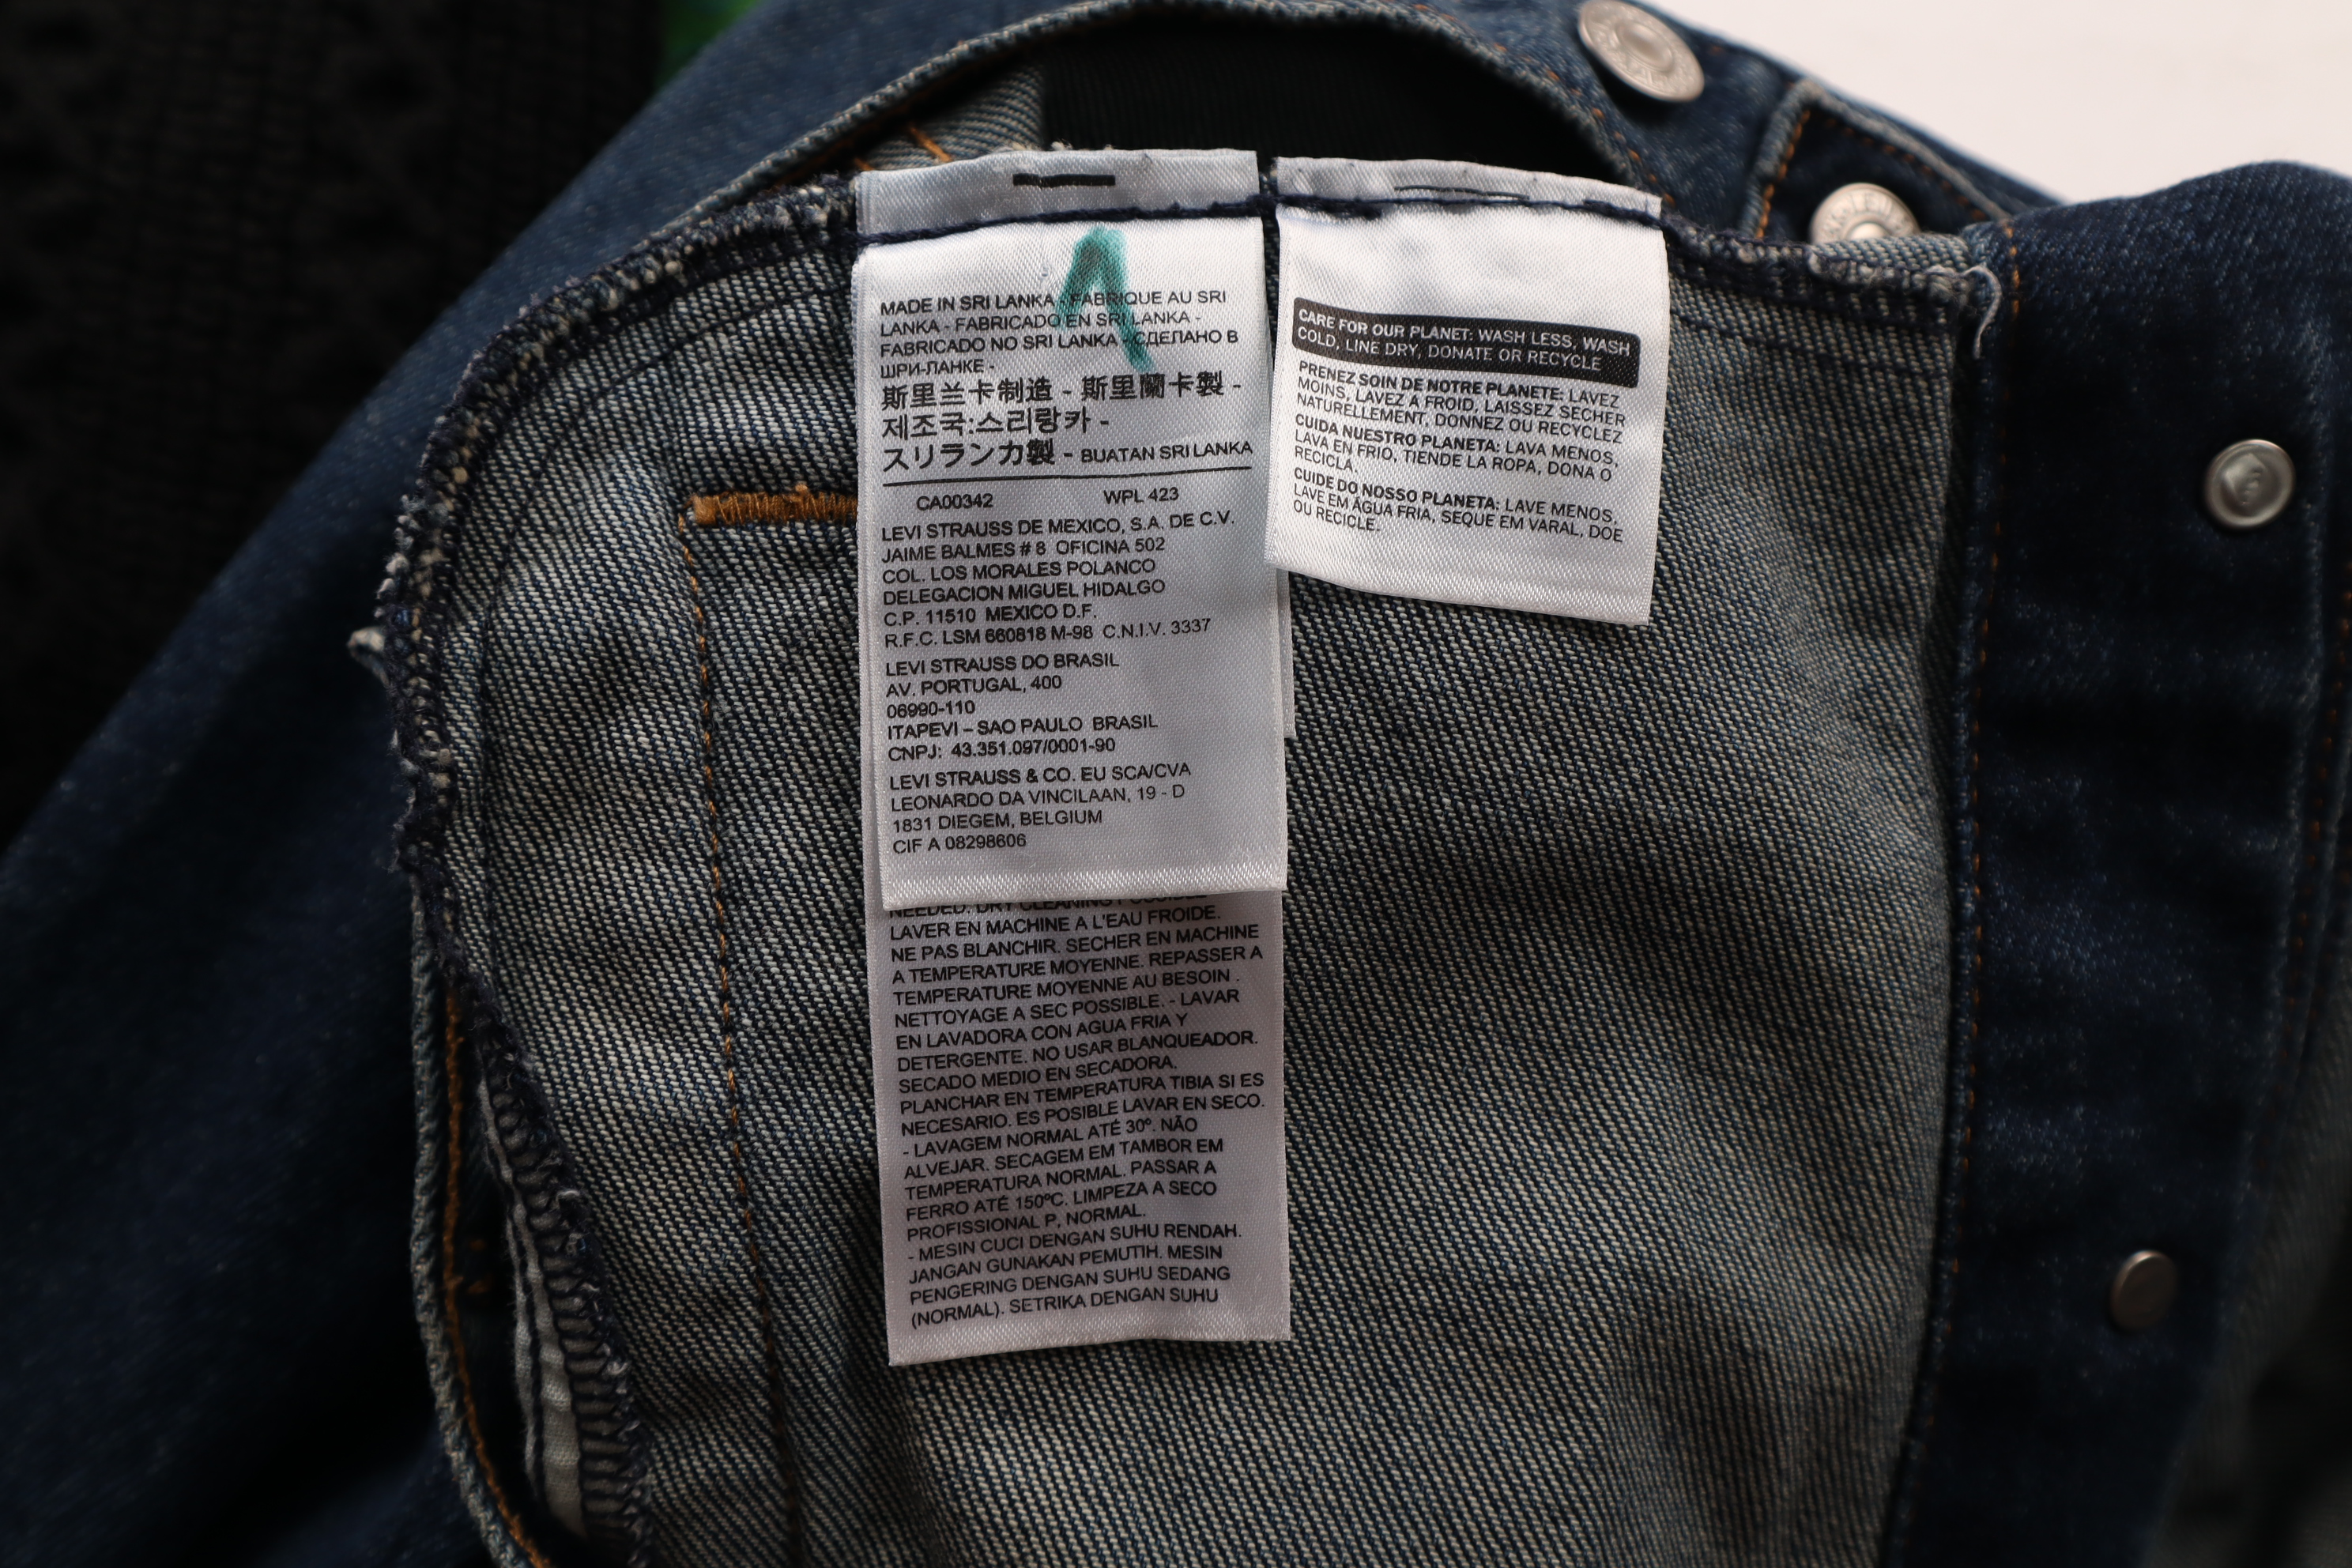 MADE IN SRI LANKA - FABRIQUE AU SRI
LANKA - FABRICADO EN SRI LANKA -
FABRICADO NO SRI LANKA - СДЕЛАНО В
ШРИ-ЛАНКЕ -
斯里兰卡制造 - 斯里蘭卡製 -
제조국:스리랑카 -
スリランカ製 - BUATAN SRI LANKA
CA00342 WPL 423
LEVI STRAUSS DE MEXICO, S.A. DE C.V.
JAIME BALMES # 8 OFICINA 502
COL. LOS MORALES POLANCO
DELEGACION MIGUEL HIDALGO
C.P. 11510 MEXICO D.F.
R.F.C. LSM 660818 M-98 C.N.I.V. 3337
LEVI STRAUSS DO BRASIL
AV. PORTUGAL, 400
06990-110
ITAPEVI – SAO PAULO BRASIL
CNPJ: 43.351.097/0001-90
LEVI STRAUSS & CO. EU SCA/CVA
LEONARDO DA VINCILAAN, 19 - D
1831 DIEGEM, BELGIUM
CIF A 08298606
NEEDED. DRY CLEANING POSSIBLE
LAVER EN MACHINE A L'EAU FROIDE.
NE PAS BLANCHIR. SECHER EN MACHINE
A TEMPERATURE MOYENNE. REPASSER A
TEMPERATURE MOYENNE AU BESOIN .
NETTOYAGE A SEC POSSIBLE. - LAVAR
EN LAVADORA CON AGUA FRIA Y
DETERGENTE. NO USAR BLANQUEADOR.
SECADO MEDIO EN SECADORA.
PLANCHAR EN TEMPERATURA TIBIA SI ES
NECESARIO. ES POSIBLE LAVAR EN SECO.
- LAVAGEM NORMAL ATÉ 30º. NÃO
ALVEJAR. SECAGEM EM TAMBOR EM
TEMPERATURA NORMAL. PASSAR A
FERRO ATÉ 150ºC. LIMPEZA A SECO
PROFISSIONAL P, NORMAL.
- MESIN CUCI DENGAN SUHU RENDAH.
JANGAN GUNAKAN PEMUTIH. MESIN
PENGERING DENGAN SUHU SEDANG
(NORMAL). SETRIKA DENGAN SUHU
CARE FOR OUR PLANET: WASH LESS, WASH
COLD, LINE DRY, DONATE OR RECYCLE
PRENEZ SOIN DE NOTRE PLANETE: LAVEZ
MOINS, LAVEZ A FROID, LAISSEZ SECHER
NATURELLEMENT, DONNEZ OU RECYCLEZ
CUIDA NUESTRO PLANETA: LAVA MENOS,
LAVA EN FRIO, TIENDE LA ROPA, DONA O
RECICLA.
CUIDE DO NOSSO PLANETA: LAVE MENOS,
LAVE EM ÁGUA FRIA, SEQUE EM VARAL, DOE
OU RECICLE.